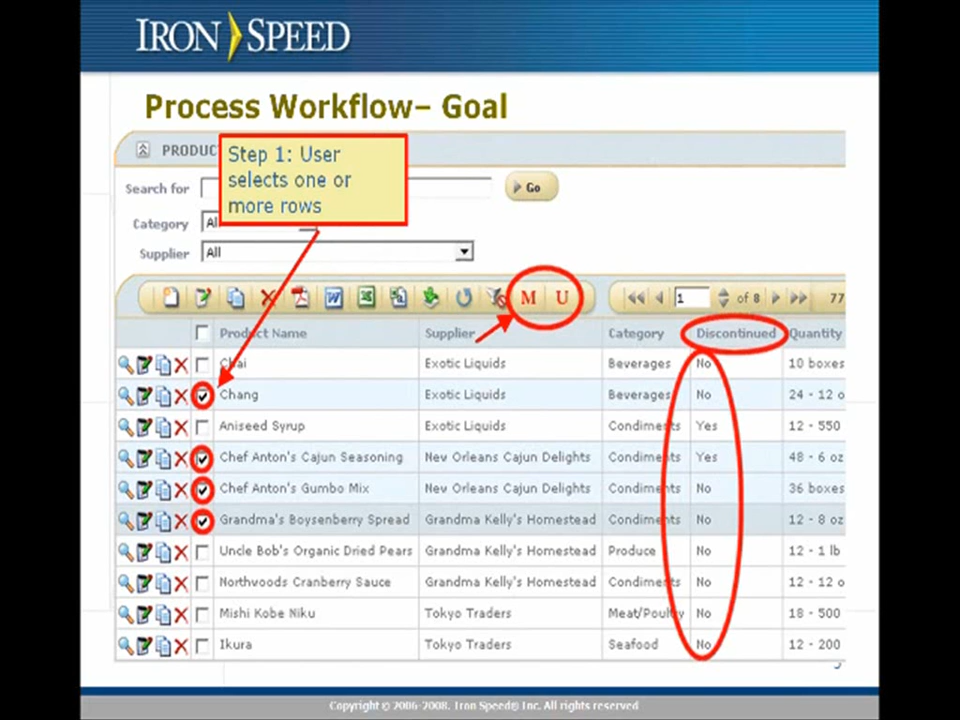 IRON SPEED
Process Workflow– Goal
PRODUC
Step 1: User
selects one or
more rows
Search for
Go
Category All
Supplier All
M U 1 of 8 77
Product Name Supplier Category Discontinued Quantity
Chai Exotic Liquids Beverages No 10 boxes
Chang Exotic Liquids Beverages No 24 - 12 o
Aniseed Syrup Exotic Liquids Condiments Yes 12 - 550
Chef Anton's Cajun Seasoning New Orleans Cajun Delights Condiments Yes 48 - 6 oz
Chef Anton's Gumbo Mix New Orleans Cajun Delights Condiments No 36 boxes
Grandma's Boysenberry Spread Grandma Kelly's Homestead Condiments No 12 - 8 oz
Uncle Bob's Organic Dried Pears Grandma Kelly's Homestead Produce No 12 - 1 lb
Northwoods Cranberry Sauce Grandma Kelly's Homestead Condiments No 12 - 12 o
Mishi Kobe Niku Tokyo Traders Meat/Poultry No 18 - 500
Ikura Tokyo Traders Seafood No 12 - 200
Copyright © 2006-2008. Iron Speed® Inc. All rights reserved